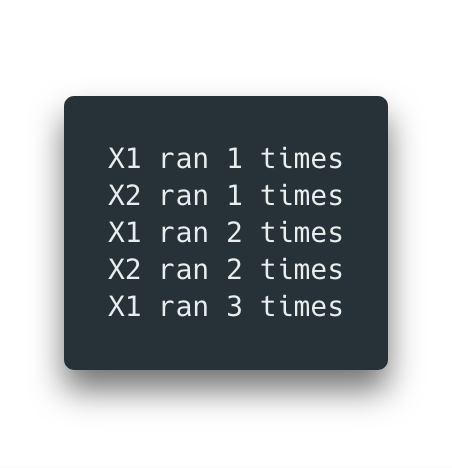 X1 ran 1 times
X2 ran 1 times
X1 ran 2 times
X2 ran 2 times
X1 ran 3 times